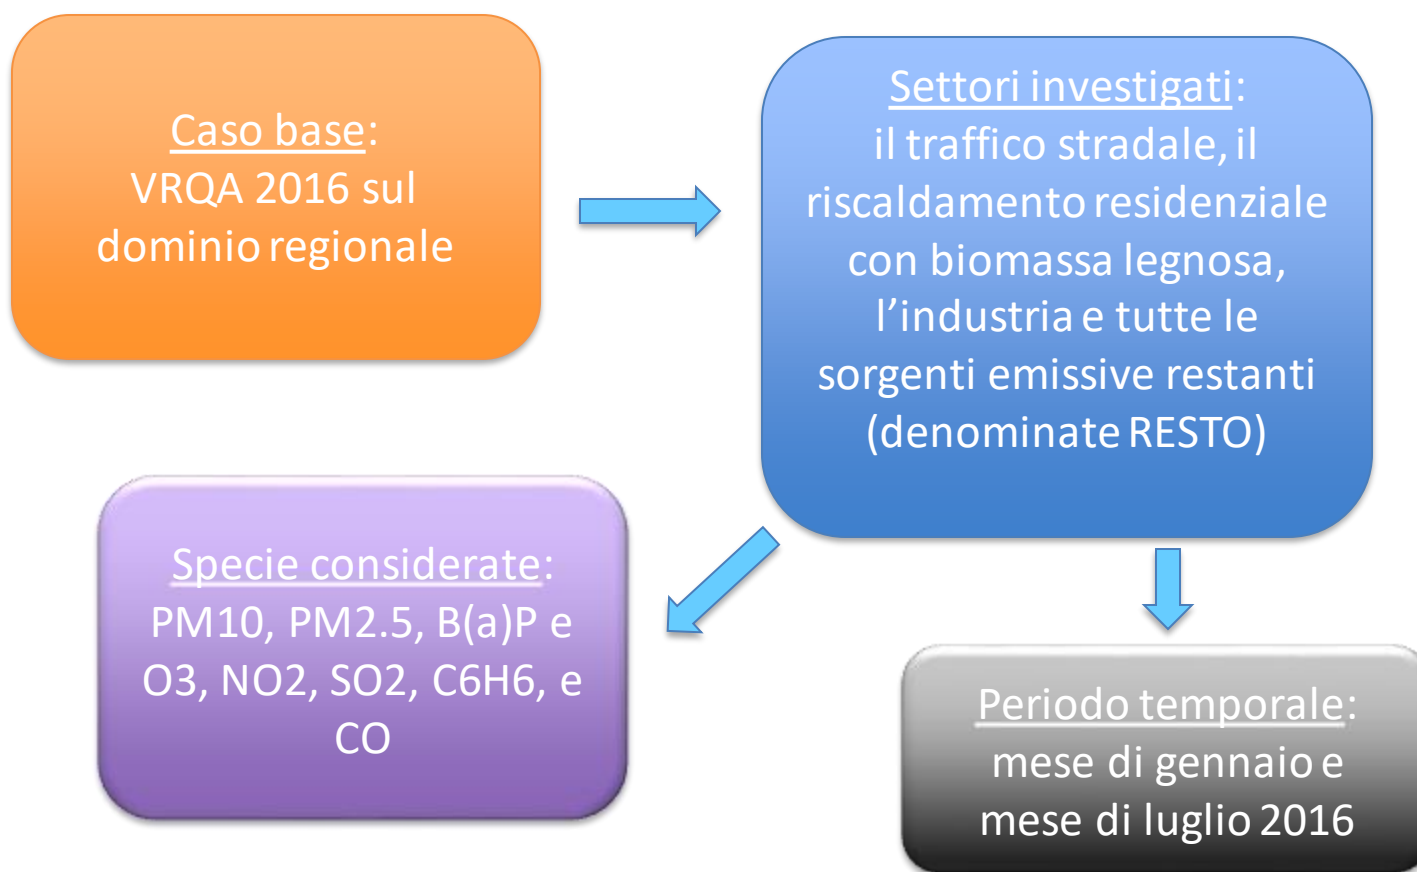 Caso base:
VRQA 2016 sul
dominio regionale
Settori investigati:
il traffico stradale, il
riscaldamento residenziale
con biomassa legnosa,
l’industria e tutte le
sorgenti emissive restanti
(denominate RESTO)
Specie considerate:
PM10, PM2.5, B(a)P e
O3, NO2, SO2, C6H6, e
CO
Periodo temporale:
mese di gennaio e
mese di luglio 2016